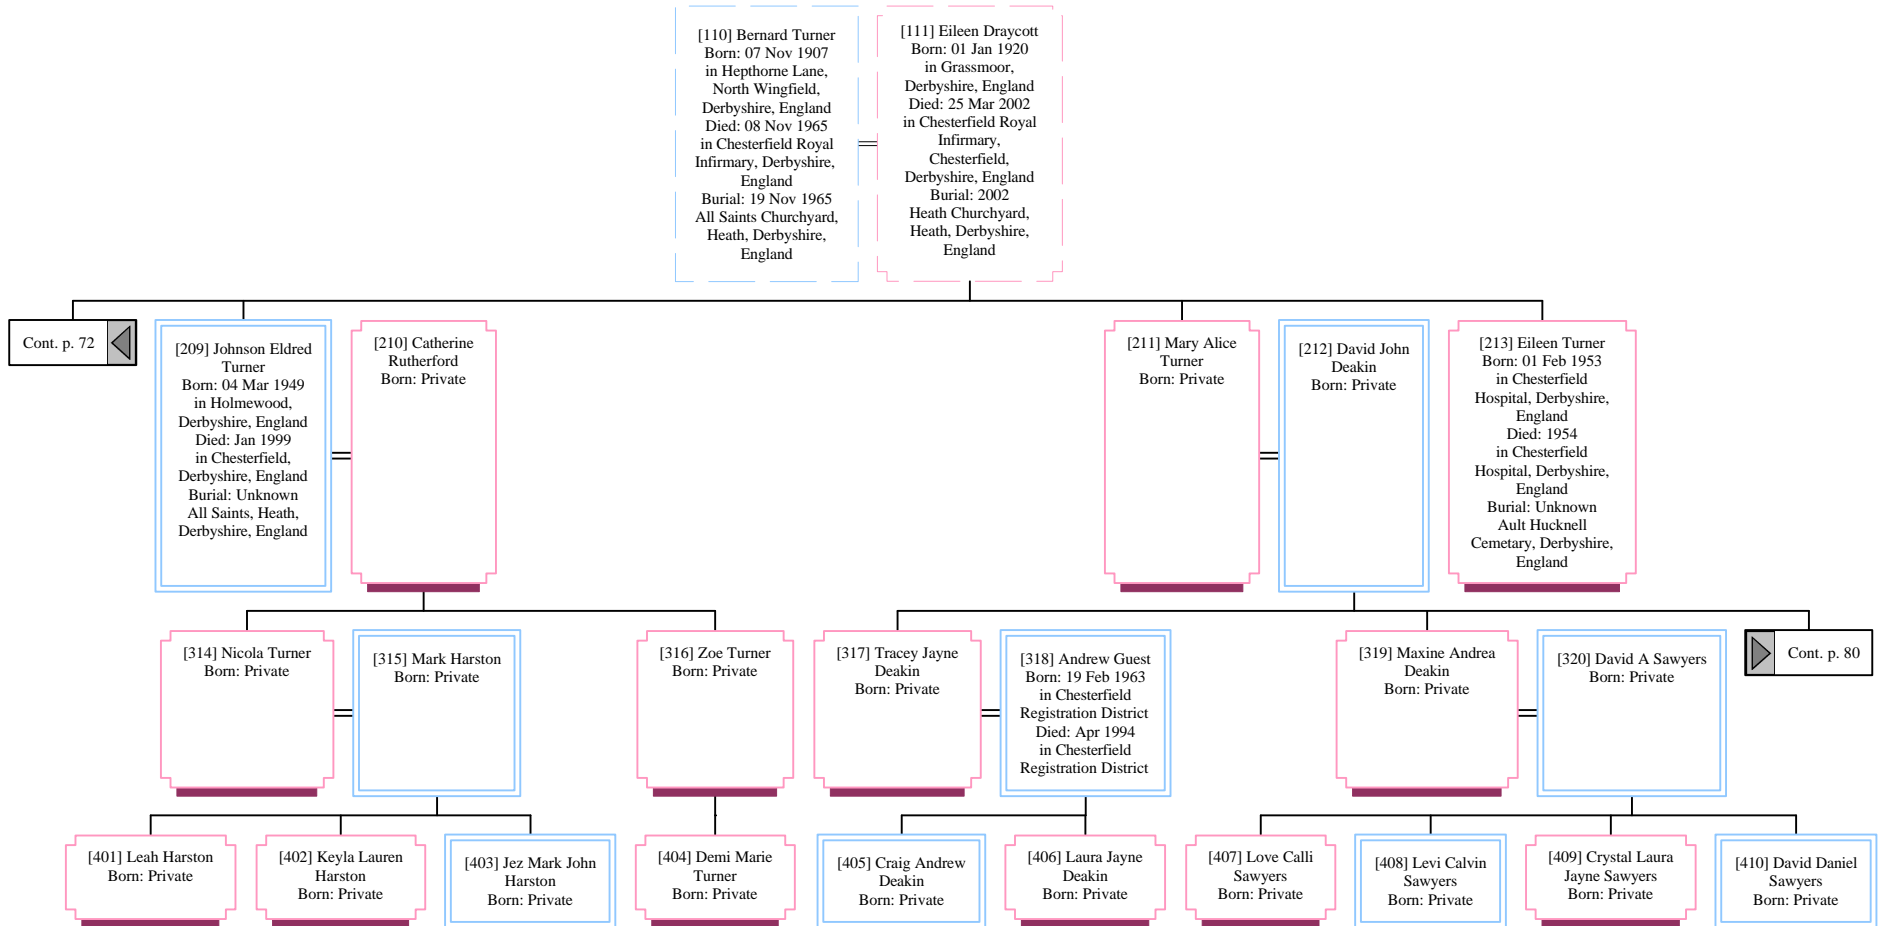 [110] Bernard Turner
Born: 07 Nov 1907
in Hepthorne Lane,
North Wingfield,
Derbyshire, England
Died: 08 Nov 1965
in Chesterfield Royal
Infirmary, Derbyshire,
England
Burial: 19 Nov 1965
All Saints Churchyard,
Heath, Derbyshire,
England
[111] Eileen Draycott
Born: 01 Jan 1920
in Grassmoor,
Derbyshire, England
Died: 25 Mar 2002
in Chesterfield Royal
Infirmary,
Chesterfield,
Derbyshire, England
Burial: 2002
Heath Churchyard,
Heath, Derbyshire,
England
Cont. p. 72
[209] Johnson Eldred
Turner
Born: 04 Mar 1949
in Holmewood,
Derbyshire, England
Died: Jan 1999
in Chesterfield,
Derbyshire, England
Burial: Unknown
All Saints, Heath,
Derbyshire, England
[210] Catherine
Rutherford
Born: Private
[211] Mary Alice
Turner
Born: Private
[212] David John
Deakin
Born: Private
[213] Eileen Turner
Born: 01 Feb 1953
in Chesterfield
Hospital, Derbyshire,
England
Died: 1954
in Chesterfield
Hospital, Derbyshire,
England
Burial: Unknown
Ault Hucknell
Cemetary, Derbyshire,
England
[314] Nicola Turner
Born: Private
[315] Mark Harston
Born: Private
[316] Zoe Turner
Born: Private
[317] Tracey Jayne
Deakin
Born: Private
[318] Andrew Guest
Born: 19 Feb 1963
in Chesterfield
Registration District
Died: Apr 1994
in Chesterfield
Registration District
[319] Maxine Andrea
Deakin
Born: Private
[320] David A Sawyers
Born: Private
Cont. p. 80
[401] Leah Harston
Born: Private
[402] Keyla Lauren
Harston
Born: Private
[403] Jez Mark John
Harston
Born: Private
[404] Demi Marie
Turner
Born: Private
[405] Craig Andrew
Deakin
Born: Private
[406] Laura Jayne
Deakin
Born: Private
[407] Love Calli
Sawyers
Born: Private
[408] Levi Calvin
Sawyers
Born: Private
[409] Crystal Laura
Jayne Sawyers
Born: Private
[410] David Daniel
Sawyers
Born: Private